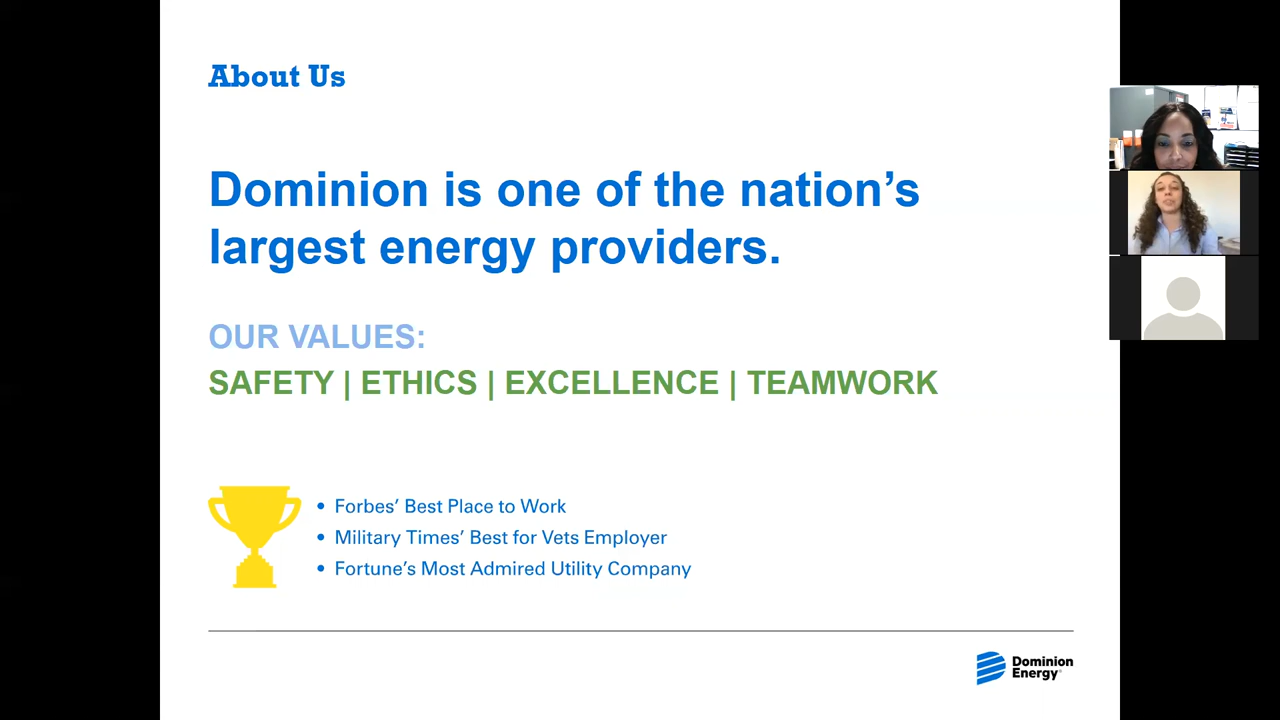 About Us
Dominion is one of the nation’s
largest energy providers.
OUR VALUES:
SAFETY | ETHICS | EXCELLENCE | TEAMWORK
• Forbes’ Best Place to Work
• Military Times’ Best for Vets Employer
• Fortune’s Most Admired Utility Company
Dominion
Energy®